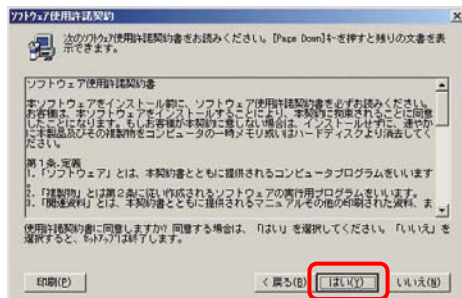 ソフトウェア使用許諾契約
次のソフトウェア使用許諾契約書をお読みください。[Page Down]キーを押すと残りの文書を表
示できます。
ソフトウェア使用許諾契約書
本ソフトウェアをインストール前に、ソフトウェア使用許諾契約書を必ずお読みください。
お客様は、本ソフトウェアをインストールすることにより、本契約に拘束されることに同意
したことになります。もしお客様が本契約に意しない場合は、インストールせずに、速やか
に本製品及びその複製物をコンピュータの一時メモリ或いはハードディスクより消去してく
ださい。
第1条.定義
1.「ソフトウェア」とは、本契約書とともに提供されるコンピュータプログラムをいいます
。
2.「複製物」とは第2条に従い作成されるソフトウェアの実行用プログラムをいいます。
3.「関連資料」とは、本契約書とともに提供されるマニュアルその他の印刷された資料、ま
使用許諾契約書に同意しますか? 同意する場合は、「はい」を選択してください。「いいえ」を
選択すると、セットアップは終了します。
印刷(P)
< 戻る(B)
はい(Y)
いいえ(N)